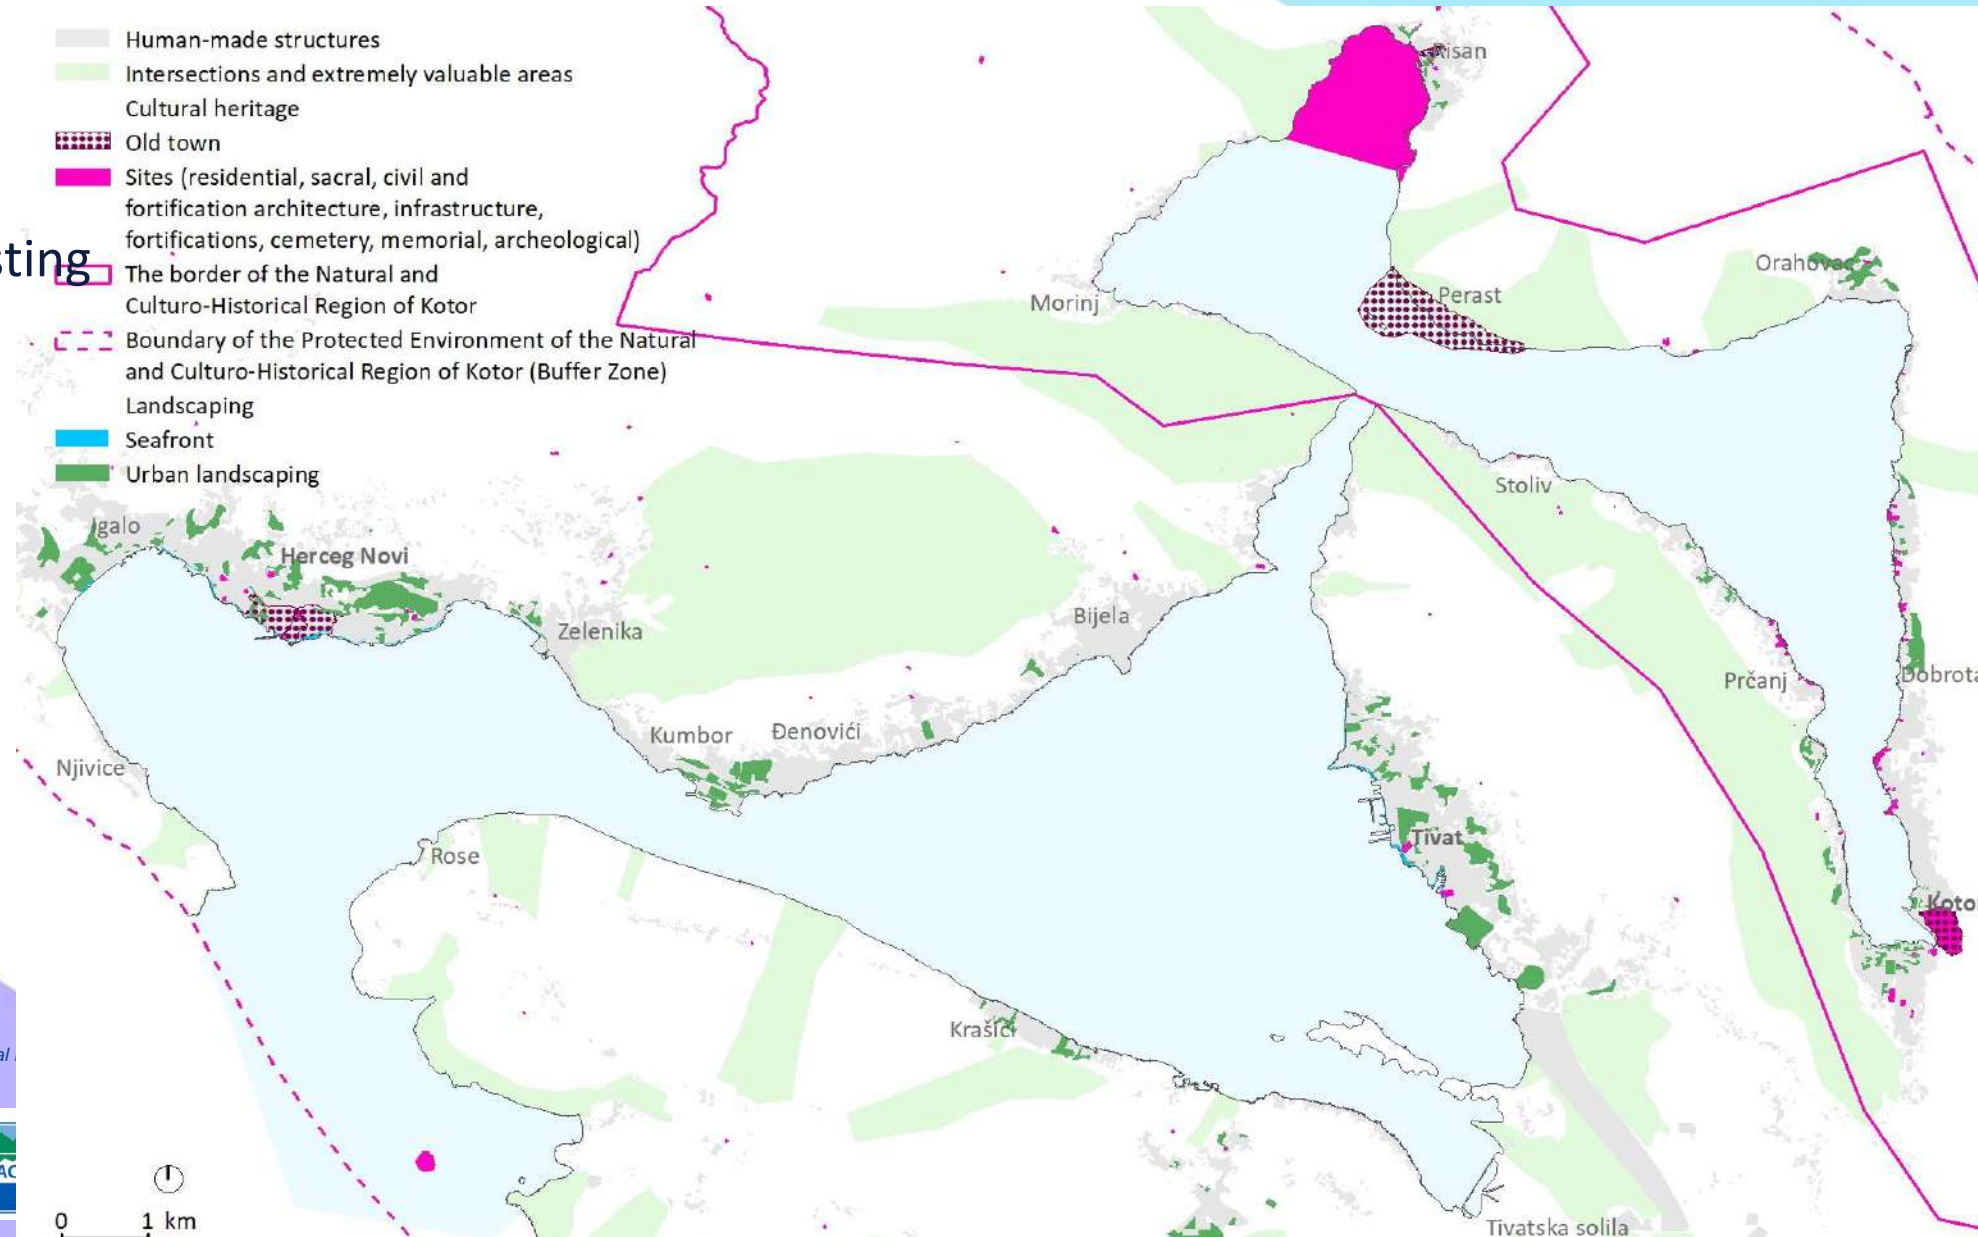 Human-made structures
Intersections and extremely valuable areas
Cultural heritage
Old town
Sites (residential, sacral, civil and
fortification architecture, infrastructure,
fortifications, cemetery, memorial, archeological)
The border of the Natural and
Culturo-Historical Region of Kotor
Boundary of the Protected Environment of the Natural
and Culturo-Historical Region of Kotor (Buffer Zone)
Landscaping
Seafront
Urban landscaping
sting
Risan
Orahovac
Morinj
Perast
Stoliv
Igalo
Herceg Novi
Zelenika
Bijela
Prčanj
Dobrota
Kumbor
Đenovići
Njivice
Tivat
Rose
Kotor
Krašići
al
AC
0 1 km
Tivatska solila